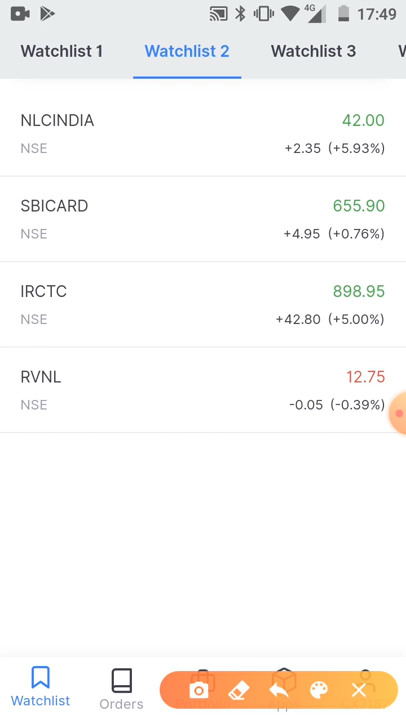 4G 17:49
Watchlist 1 Watchlist 2 Watchlist 3
NLCINDIA 42.00
NSE +2.35 (+5.93%)
SBICARD 655.90
NSE +4.95 (+0.76%)
IRCTC 898.95
NSE +42.80 (+5.00%)
RVNL 12.75
NSE -0.05 (-0.39%)
Watchlist Orders